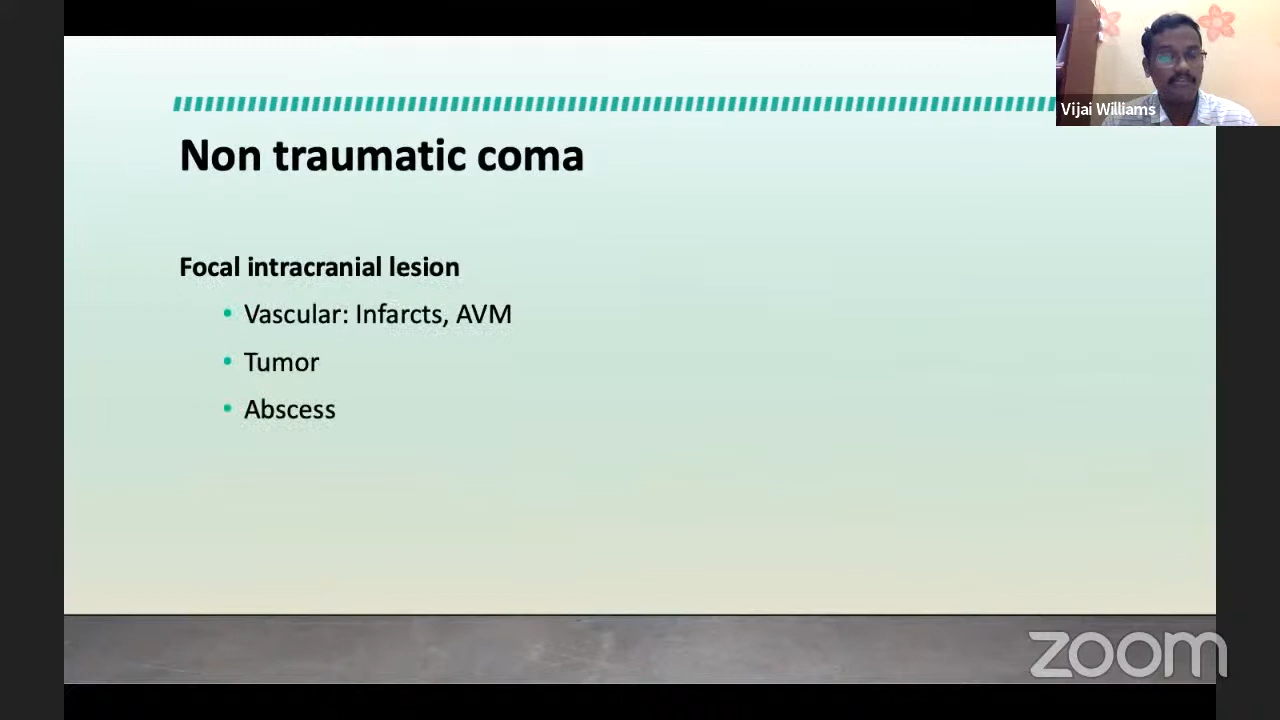 Non traumatic coma
Focal intracranial lesion
• Vascular: Infarcts, AVM
• Tumor
• Abscess
Vijai Williams
zoom